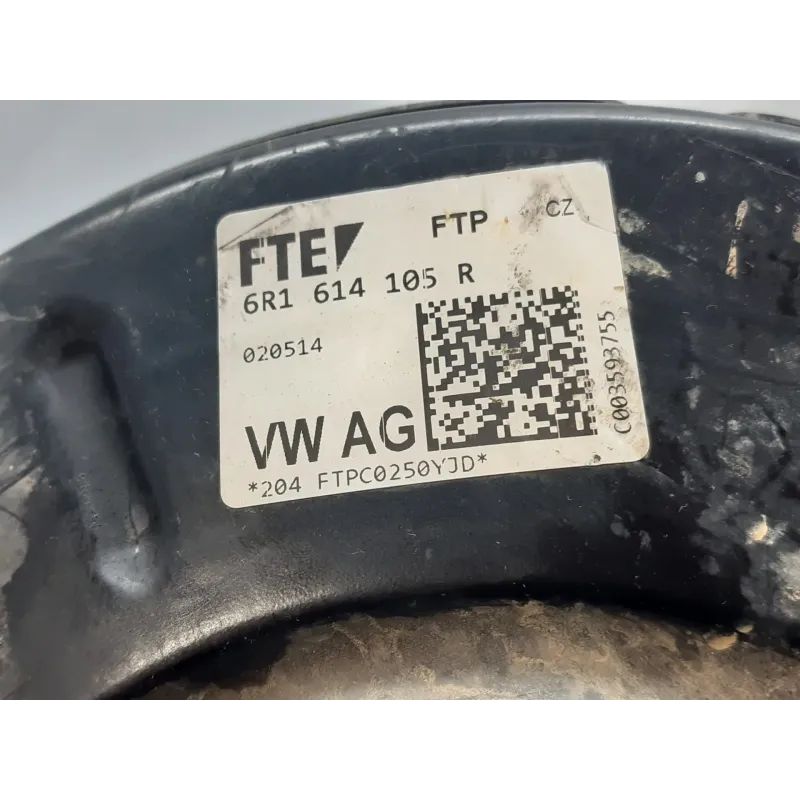 FTE FTP CZ
6R1 614 105 R
020514
VW AG
*204 FTPC0250YJD*
C003593755